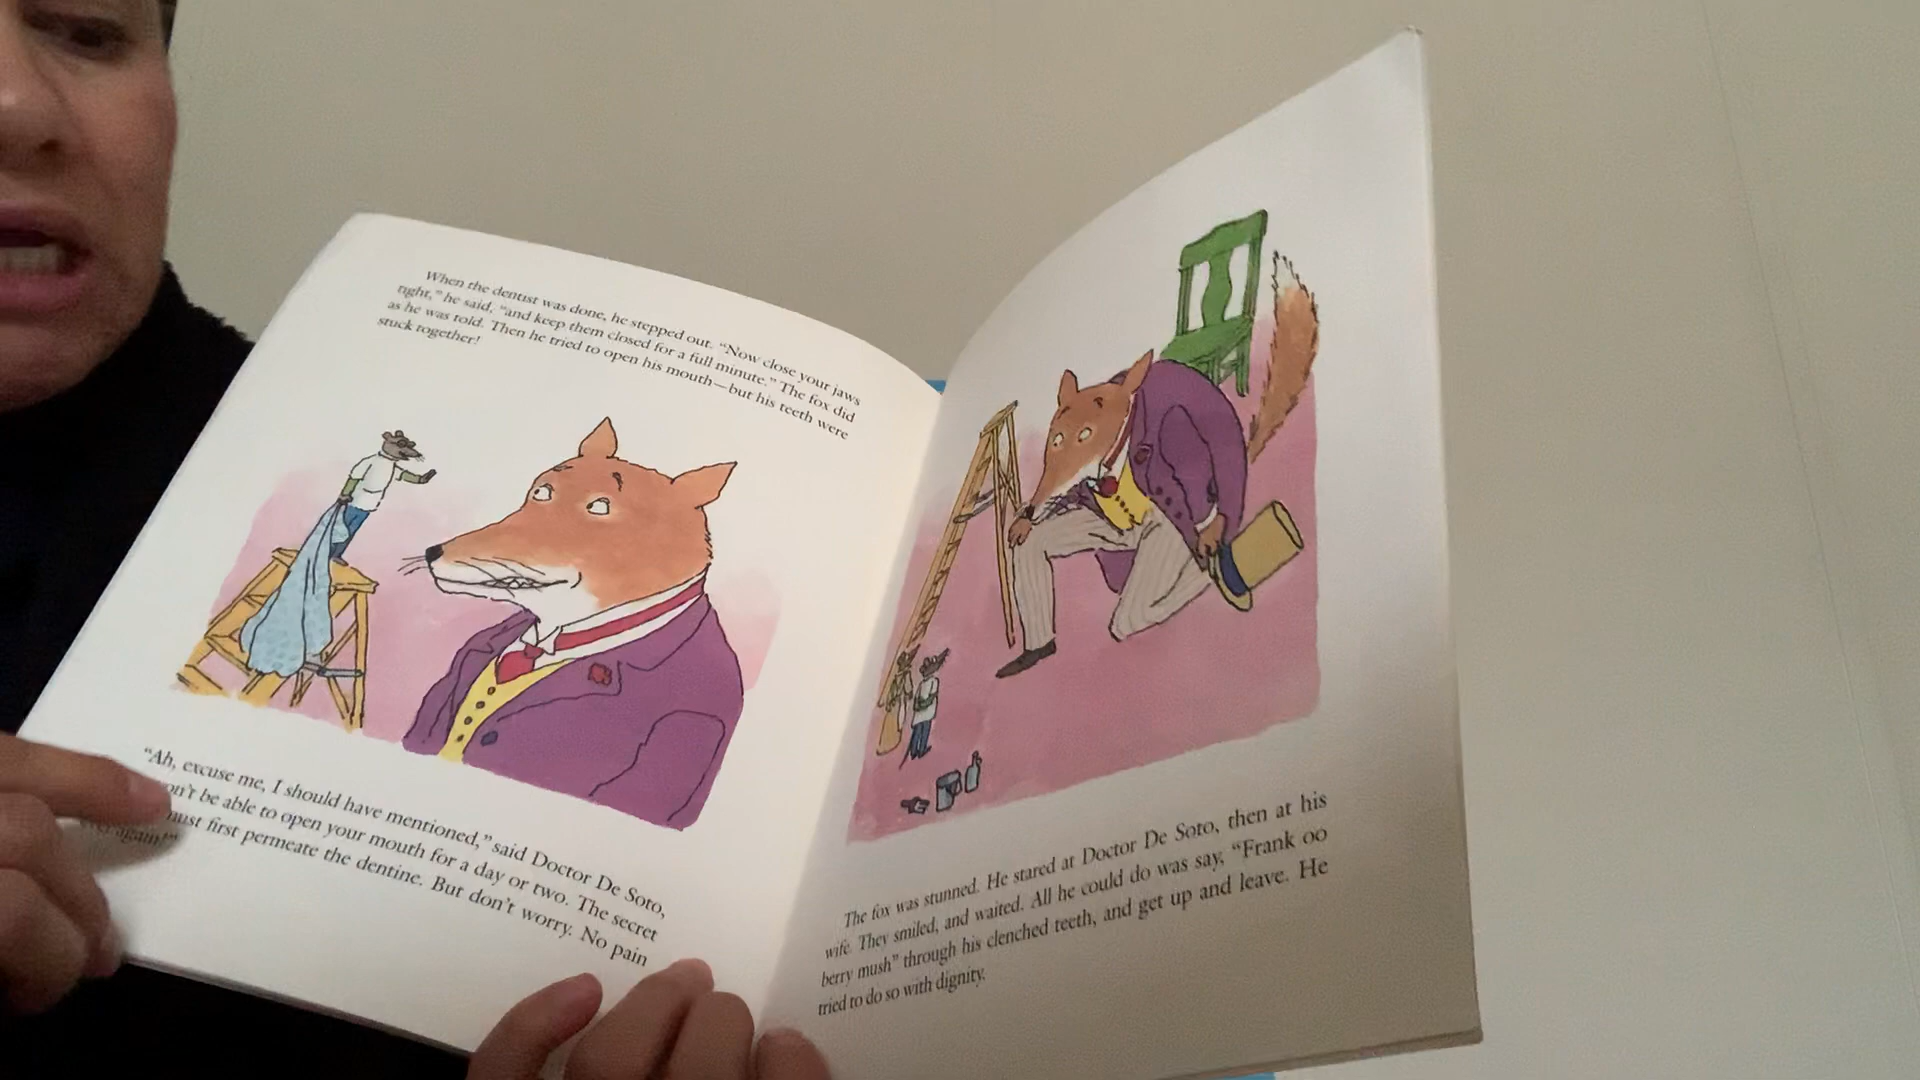 When the dentist was done, he stepped out. "Now close your jaws
tight," he said, "and keep them closed for a full minute." The fox did
as he was told. Then he tried to open his mouth—but his teeth were
stuck together!
"Ah, excuse me, I should have mentioned," said Doctor De Soto,
on't be able to open your mouth for a day or two. The secret
must first permeate the dentine. But don't worry. No pain
again!"
The fox was stunned. He stared at Doctor De Soto, then at his
wife. They smiled, and waited. All he could do was say, "Frank oo
berry mush" through his clenched teeth, and get up and leave. He
tried to do so with dignity.